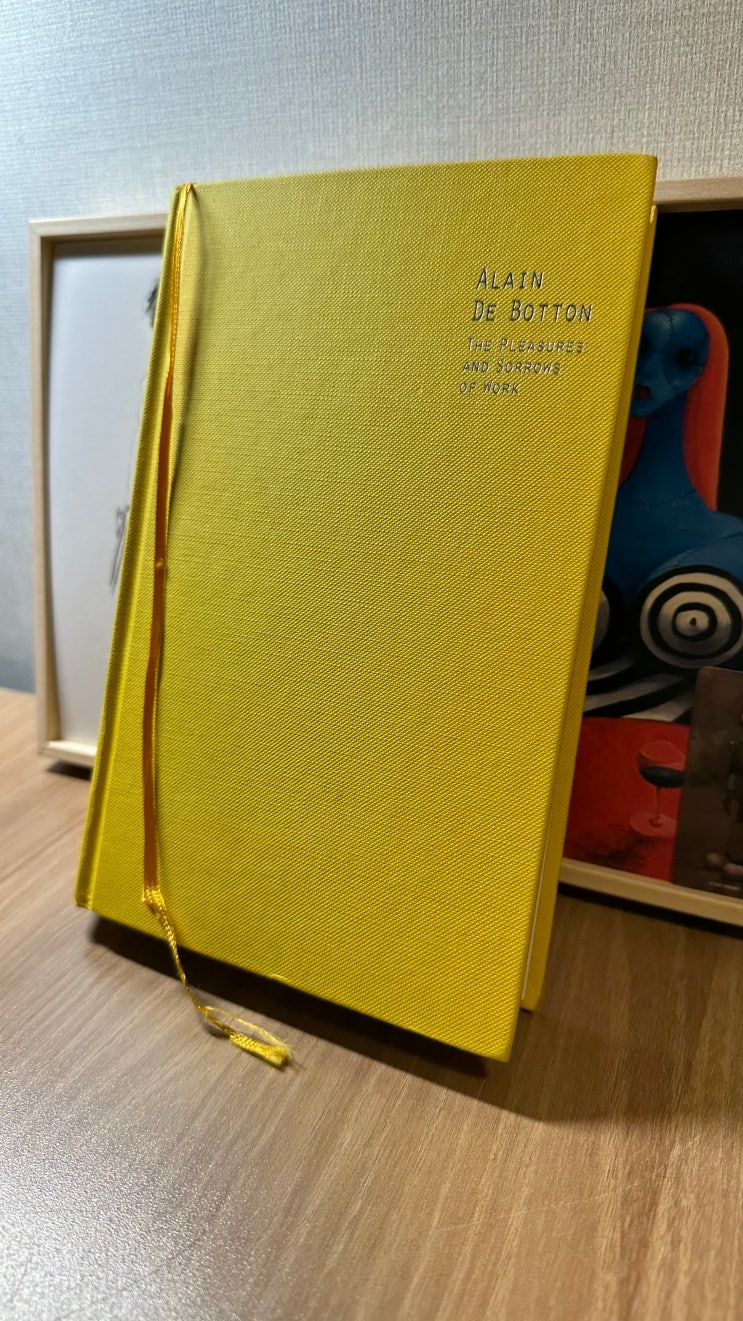 ALAIN
DE BOTTON
THE PLEASURES
AND SORROWS
OF WORK